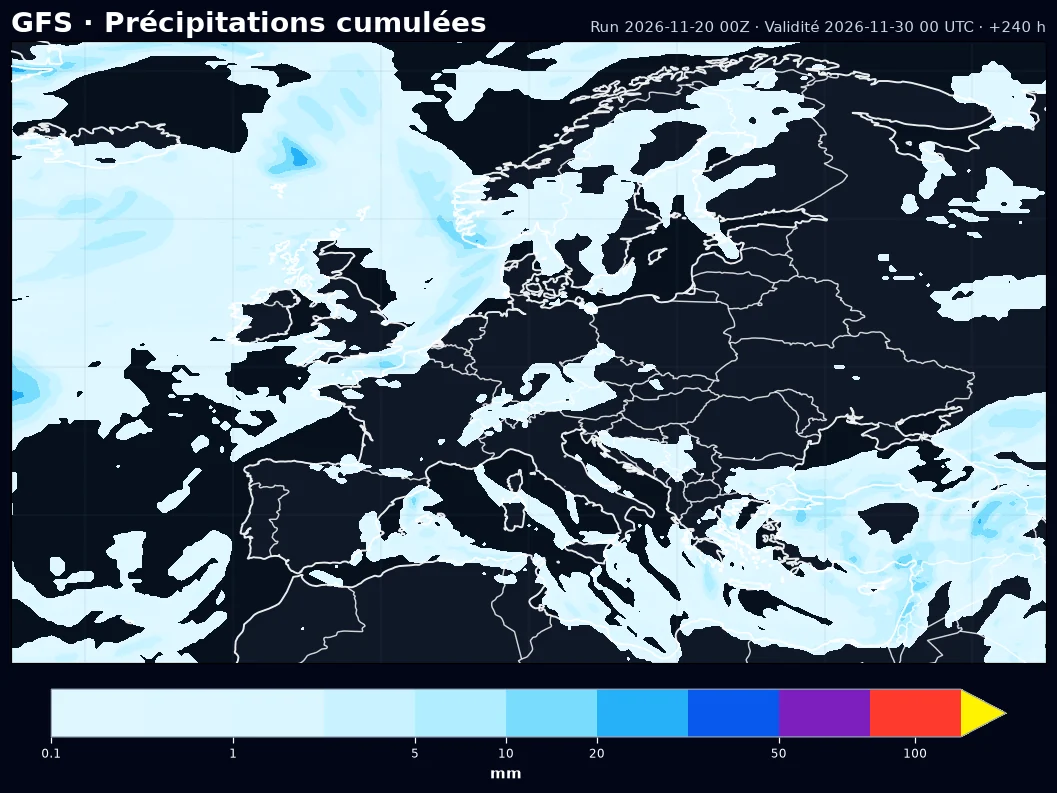 GFS · Précipitations cumulées
Run 2026-11-20 00Z · Validité 2026-11-30 00 UTC · +240 h
0.1 1 5 10 20 50 100
mm